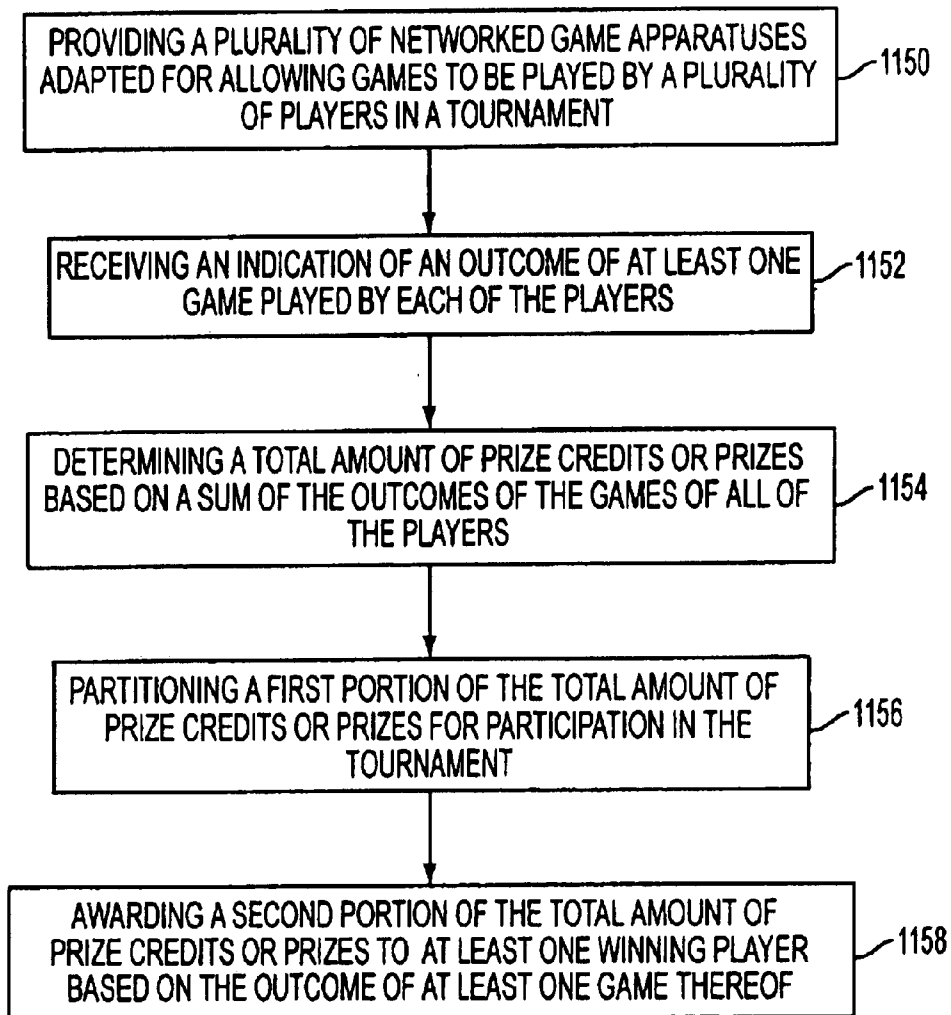 PROVIDING A PLURALITY OF NETWORKED GAME APPARATUSES
ADAPTED FOR ALLOWING GAMES TO BE PLAYED BY A PLURALITY
OF PLAYERS IN A TOURNAMENT
1150
RECEIVING AN INDICATION OF AN OUTCOME OF AT LEAST ONE
GAME PLAYED BY EACH OF THE PLAYERS
1152
DETERMINING A TOTAL AMOUNT OF PRIZE CREDITS OR PRIZES
BASED ON A SUM OF THE OUTCOMES OF THE GAMES OF ALL OF
THE PLAYERS
1154
PARTITIONING A FIRST PORTION OF THE TOTAL AMOUNT OF
PRIZE CREDITS OR PRIZES FOR PARTICIPATION IN THE
TOURNAMENT
1156
AWARDING A SECOND PORTION OF THE TOTAL AMOUNT OF
PRIZE CREDITS OR PRIZES TO AT LEAST ONE WINNING PLAYER
BASED ON THE OUTCOME OF AT LEAST ONE GAME THEREOF
1158